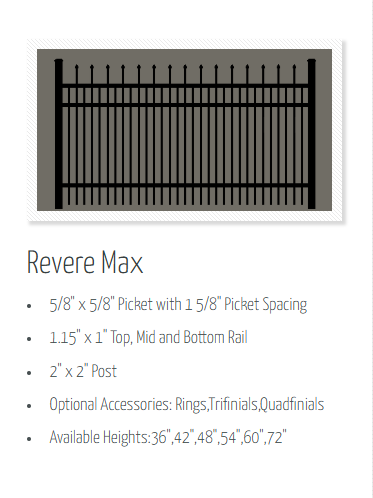 Revere Max
• 5/8" x 5/8" Picket with 1 5/8" Picket Spacing
• 1.15" x 1" Top, Mid and Bottom Rail
• 2" x 2" Post
• Optional Accessories: Rings,Trifinials,Quadfinials
• Available Heights:36",42",48",54",60",72"